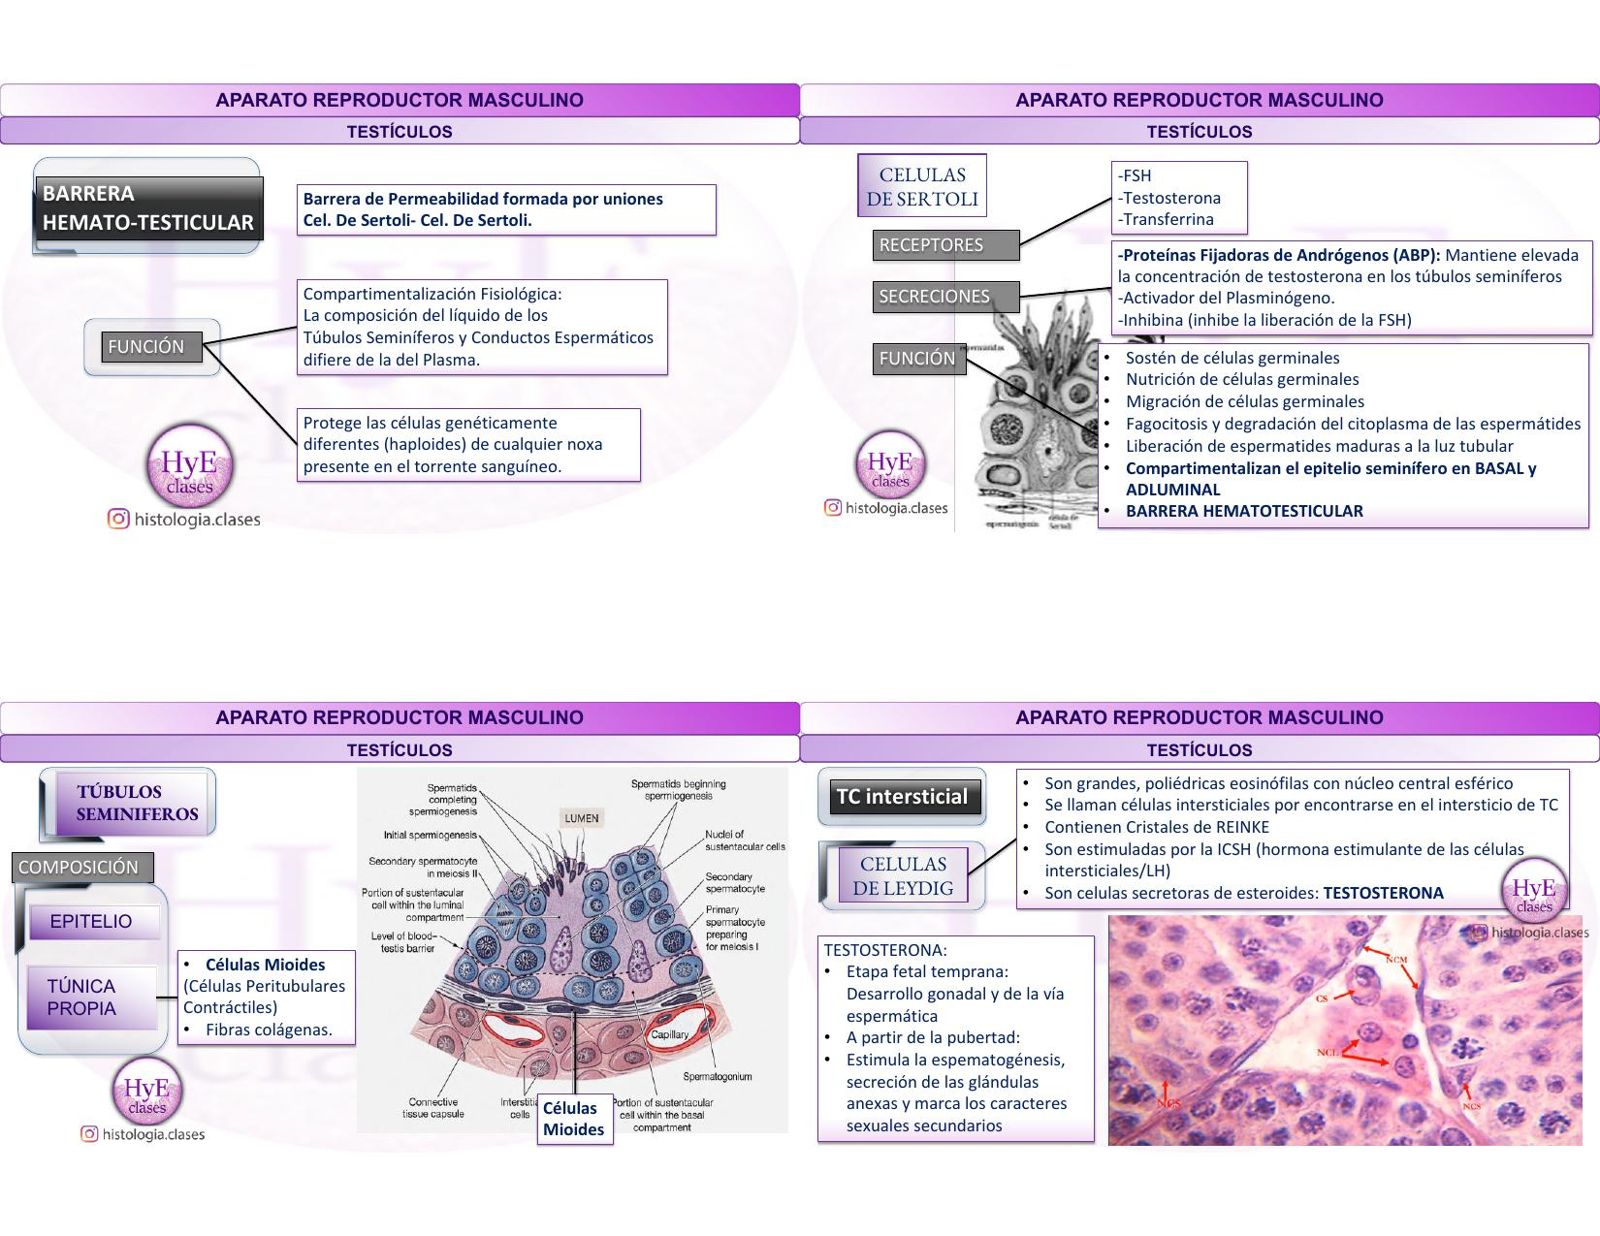 APARATO REPRODUCTOR MASCULINO
TESTÍCULOS
BARRERA
HEMATO-TESTICULAR
Barrera de Permeabilidad formada por uniones
Cel. De Sertoli- Cel. De Sertoli.
FUNCIÓN
Compartimentalización Fisiológica:
La composición del líquido de los
Túbulos Seminíferos y Conductos Espermáticos
difiere de la del Plasma.
Protege las células genéticamente
diferentes (haploides) de cualquier noxa
presente en el torrente sanguíneo.
HyE
clases
histologia.clases
APARATO REPRODUCTOR MASCULINO
TESTÍCULOS
CELULAS
DE SERTOLI
RECEPTORES
-FSH
-Testosterona
-Transferrina
SECRECIONES
-Proteínas Fijadoras de Andrógenos (ABP): Mantiene elevada
la concentración de testosterona en los túbulos seminíferos
-Activador del Plasminógeno.
-Inhibina (inhibe la liberación de la FSH)
FUNCIÓN
• Sostén de células germinales
• Nutrición de células germinales
• Migración de células germinales
• Fagocitosis y degradación del citoplasma de las espermátides
• Liberación de espermatides maduras a la luz tubular
• Compartimentalizan el epitelio seminífero en BASAL y
ADLUMINAL
• BARRERA HEMATOTESTICULAR
espermatogonia
célula de
Sertoli
HyE
clases
histologia.clases
APARATO REPRODUCTOR MASCULINO
TESTÍCULOS
TÚBULOS
SEMINIFEROS
COMPOSICIÓN
EPITELIO
TÚNICA
PROPIA
• Células Mioides
(Células Peritubulares
Contráctiles)
• Fibras colágenas.
Spermatids
completing
spermiogenesis
Initial spermiogenesis
Secondary spermatocyte
in meiosis II
Portion of sustentacular
cell within the luminal
compartment
Level of blood–
testis barrier
LUMEN
Spermatids beginning
spermiogenesis
Nuclei of
sustentacular cells
Secondary
spermatocyte
Primary
spermatocyte
preparing
for meiosis I
Capillary
Spermatogonium
Connective
tissue capsule
cells
Células
Mioides
Portion of sustentacular
cell within the basal
compartment
HyE
clases
histologia.clases
APARATO REPRODUCTOR MASCULINO
TESTÍCULOS
TC intersticial
CELULAS
DE LEYDIG
• Son grandes, poliédricas eosinófilas con núcleo central esférico
• Se llaman células intersticiales por encontrarse en el intersticio de TC
• Contienen Cristales de REINKE
• Son estimuladas por la ICSH (hormona estimulante de las células
intersticiales/LH)
• Son celulas secretoras de esteroides: TESTOSTERONA
TESTOSTERONA:
• Etapa fetal temprana:
Desarrollo gonadal y de la vía
espermática
• A partir de la pubertad:
• Estimula la espematogénesis,
secreción de las glándulas
anexas y marca los caracteres
sexuales secundarios
HyE
clases
histologia.clases
NCM
CS
NCL
NCS
NCS